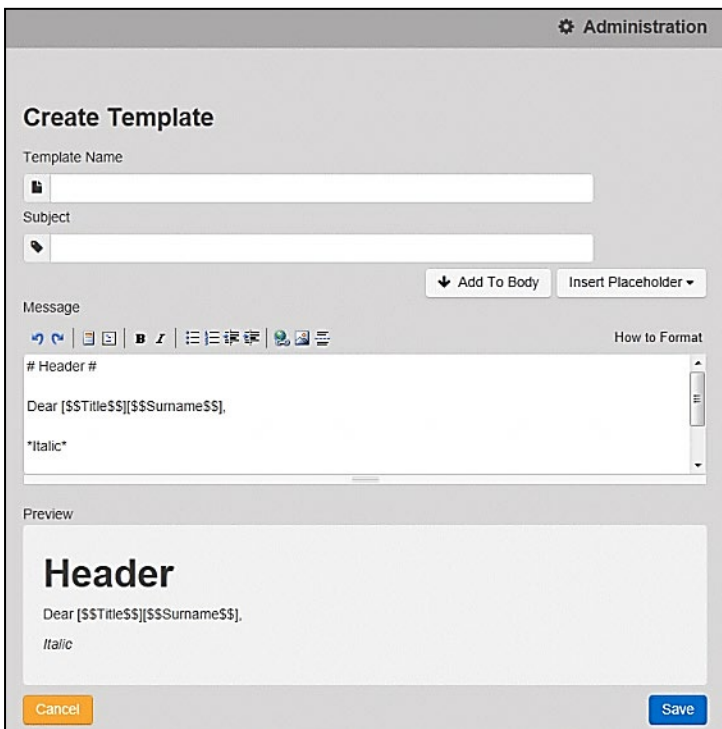 Administration
Create Template
Template Name
Subject
Add To Body Insert Placeholder
Message
B I How to Format
# Header #
Dear [$$Title$$][$$Surname$$],
*Italic*
Preview
Header
Dear [$$Title$$][$$Surname$$],
Italic
Cancel Save